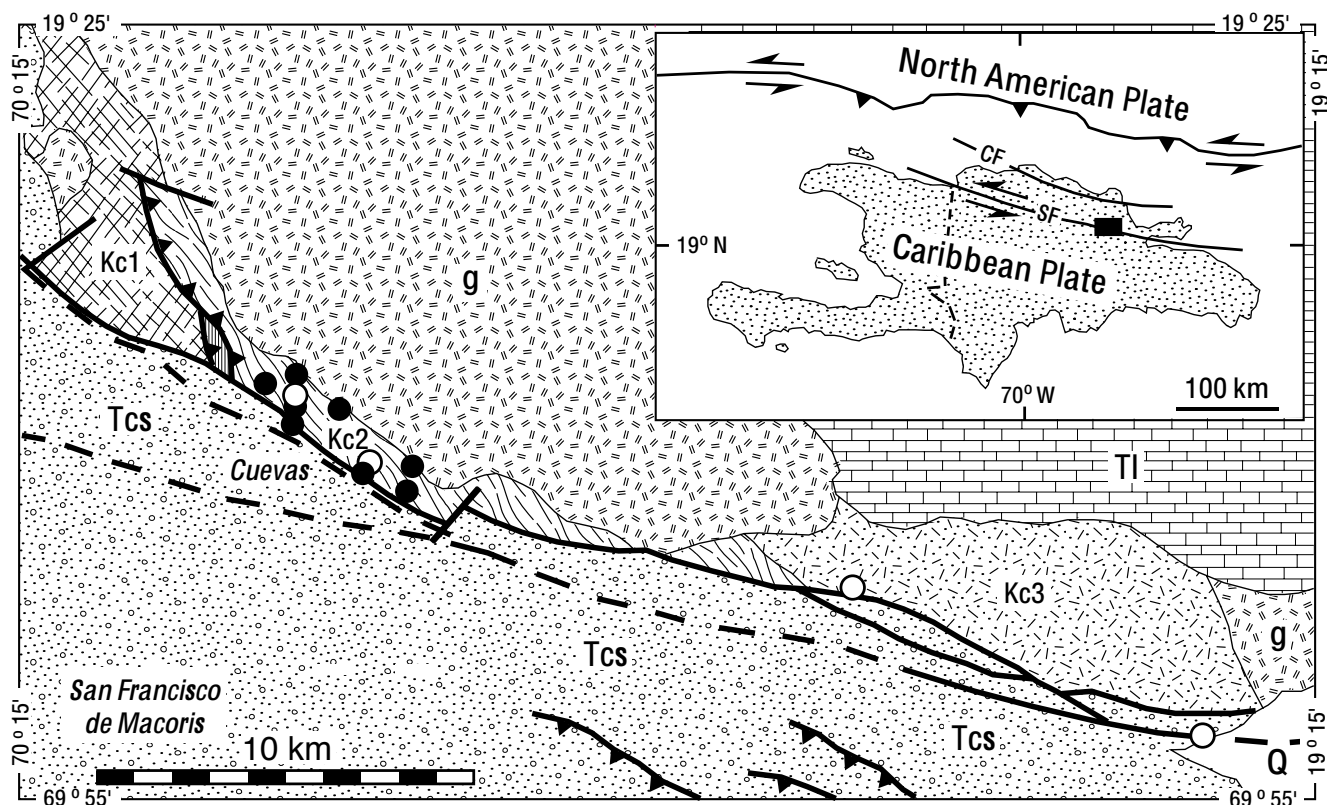 19° 25'
19° 25'
70° 15'
19° 15'
North American Plate
CF
SF
19° N
Caribbean Plate
70° W
100 km
Kc1
g
Tcs
Kc2
Cuevas
Tl
Kc3
g
Tcs
San Francisco
de Macoris
10 km
Tcs
Q
70° 15'
19° 15'
69° 55'
69° 55'